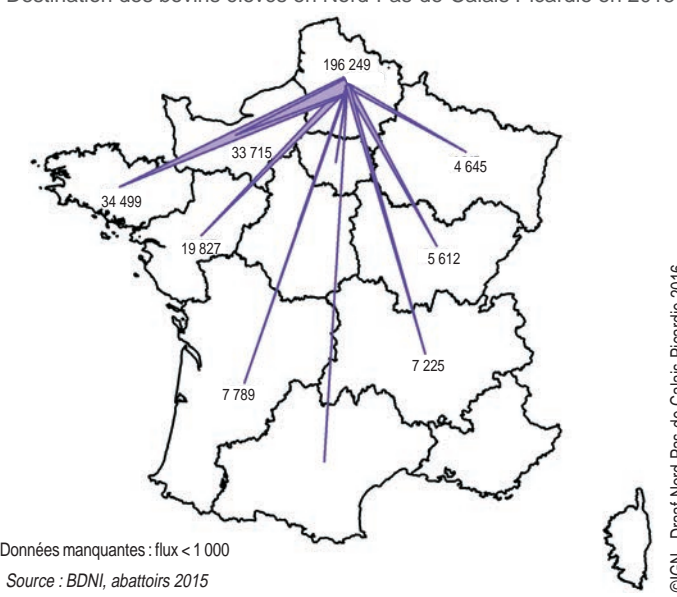 Destination des bovins élevés en Nord-Pas-de-Calais Picardie en 2015
196 249
33 715
4 645
34 499
19 827
5 612
7 225
7 789
Données manquantes : flux < 1 000
Source : BDNI, abattoirs 2015
©IGN - Draaf Nord-Pas-de-Calais-Picardie 2016